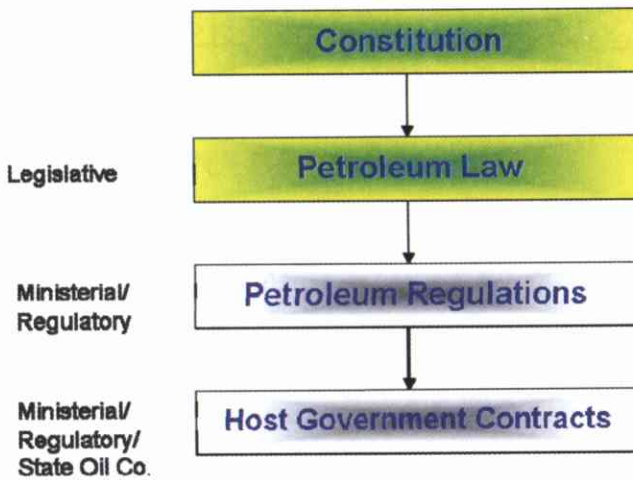 Constitution
Legislative
Petroleum Law
Ministerial/
Regulatory
Petroleum Regulations
Ministerial/
Regulatory/
State Oil Co.
Host Government Contracts